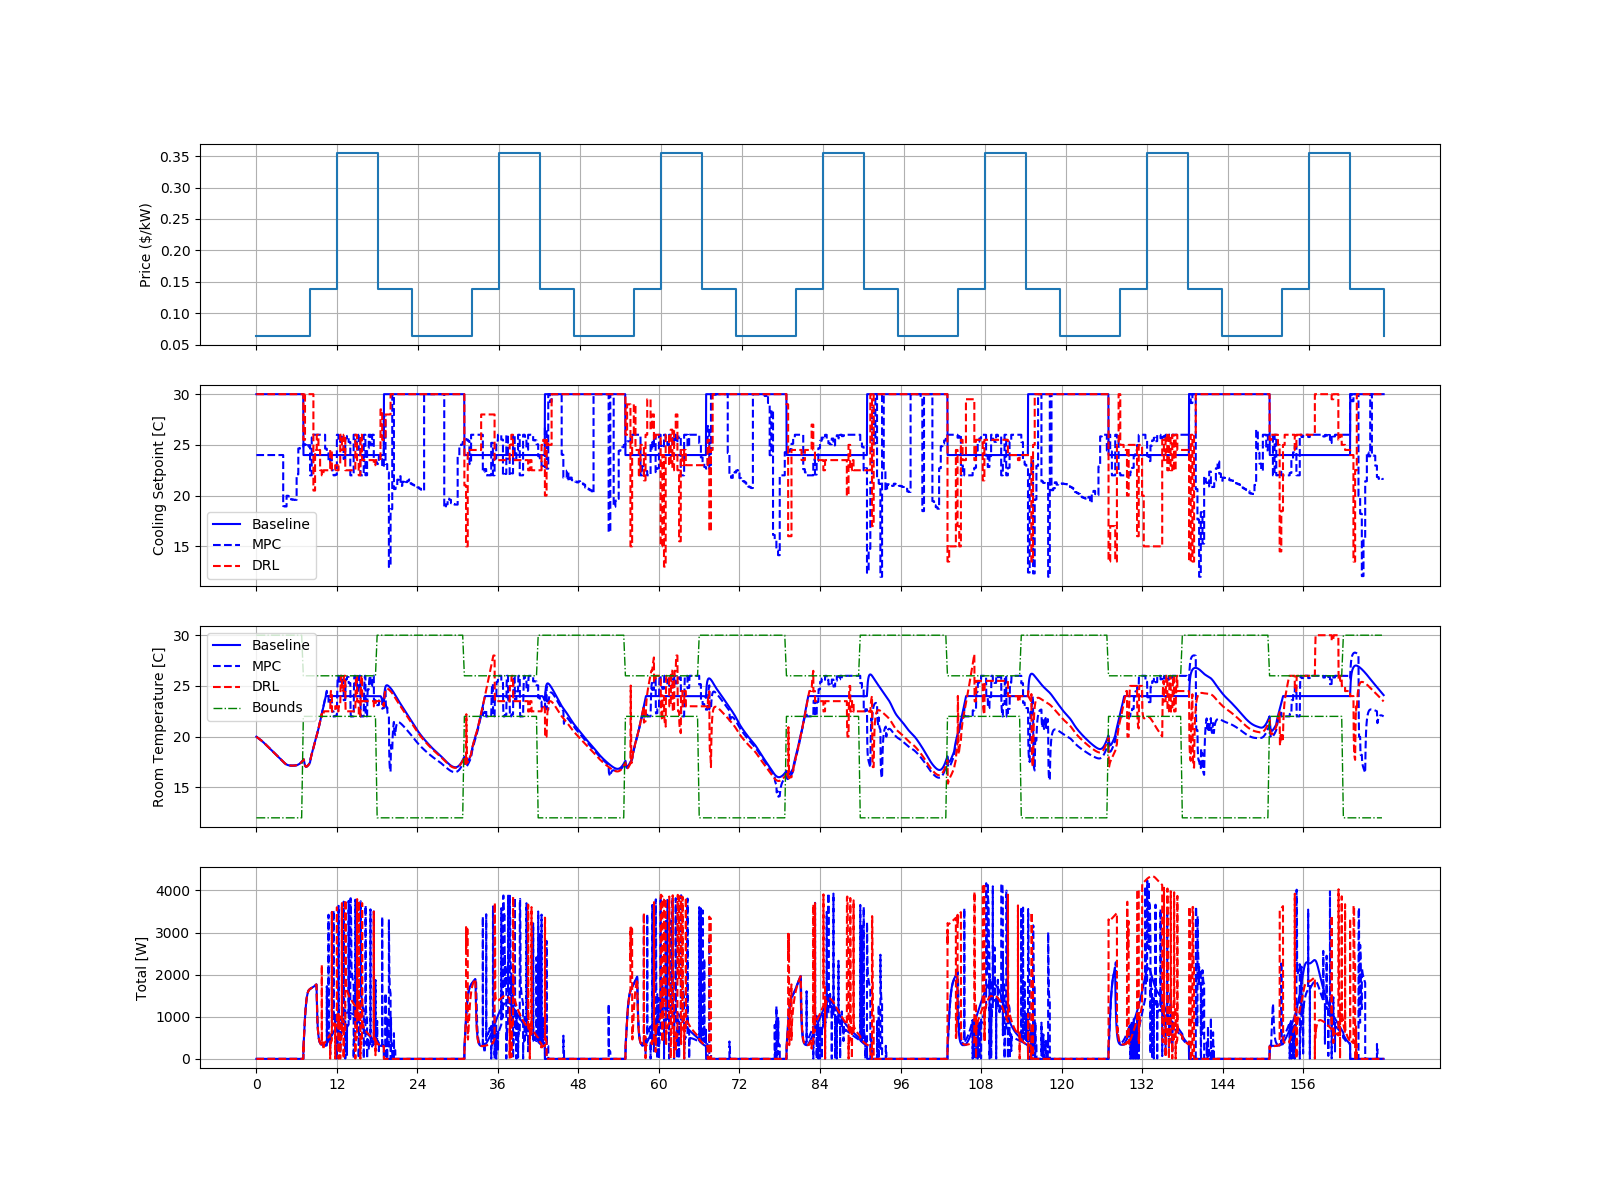 0.35
0.30
0.25
0.20
0.15
0.10
0.05
Price ($/kW)
30
25
20
15
Cooling Setpoint [C]
Baseline
MPC
DRL
30
25
20
15
Room Temperature [C]
Baseline
MPC
DRL
Bounds
4000
3000
2000
1000
0
Total [W]
0 12 24 36 48 60 72 84 96 108 120 132 144 156